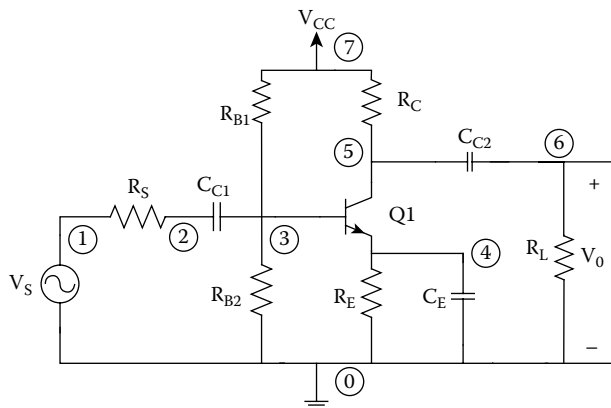 V_CC
7
R_B1
R_C
5
C_C2
6
R_S
C_C1
+
1
2
3
Q1
4
V_S
R_B2
R_E
C_E
R_L
V_0
−
0